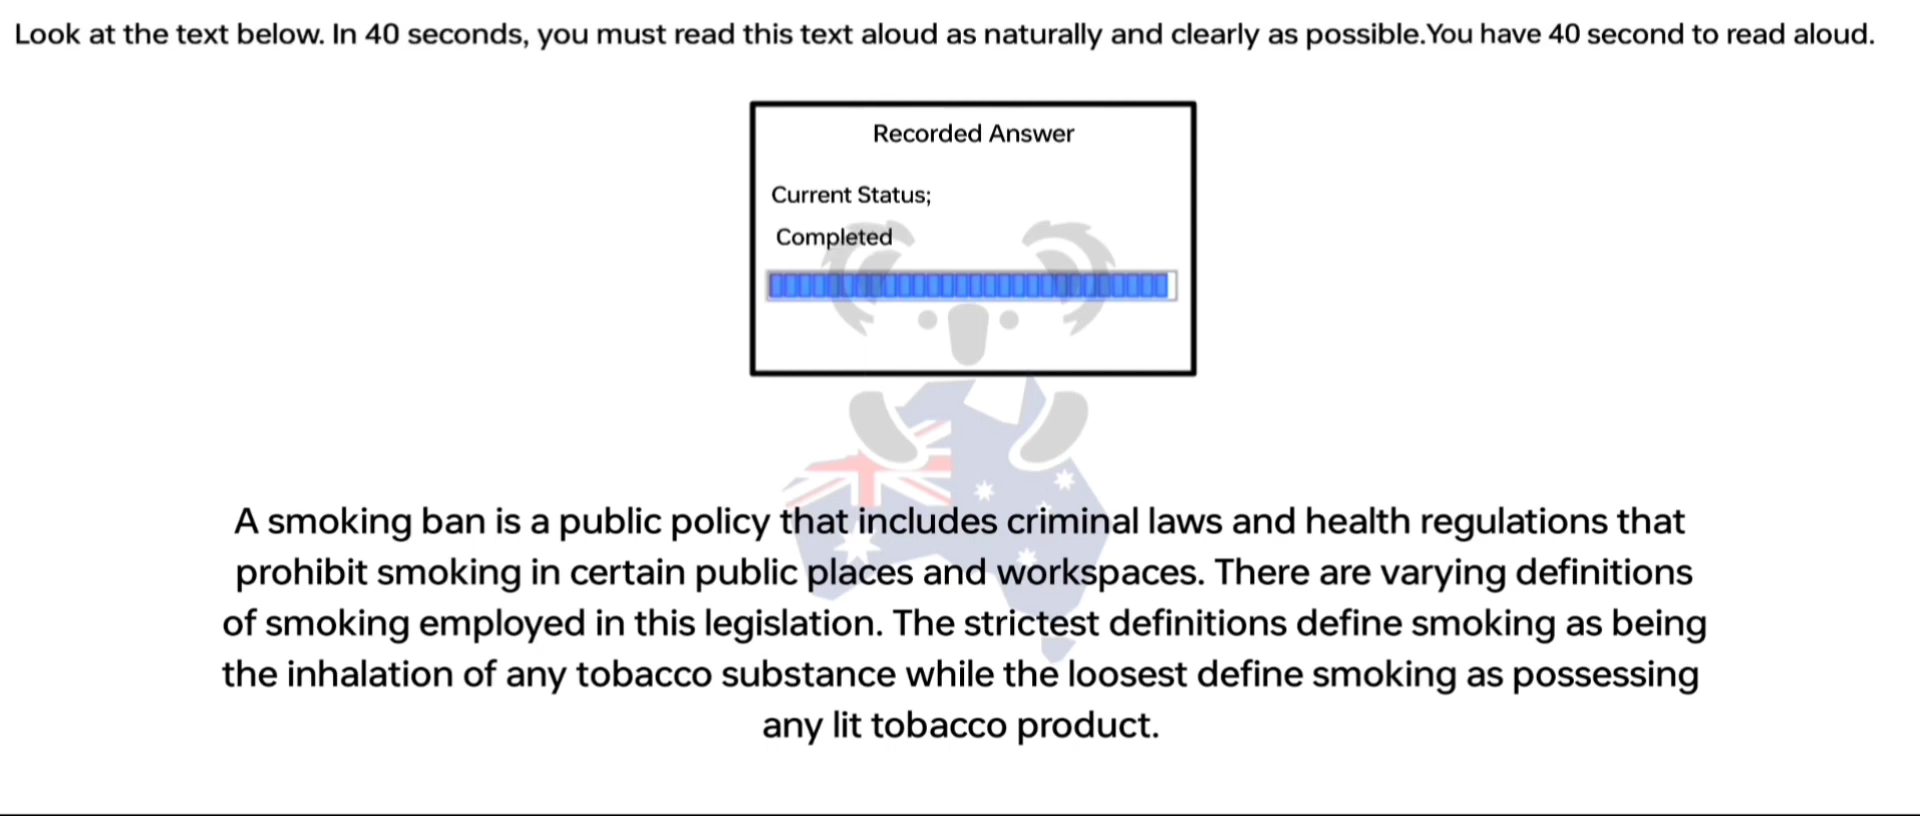 Look at the text below. In 40 seconds, you must read this text aloud as naturally and clearly as possible.You have 40 second to read aloud.
Recorded Answer
Current Status;
Completed
A smoking ban is a public policy that includes criminal laws and health regulations that
prohibit smoking in certain public places and workspaces. There are varying definitions
of smoking employed in this legislation. The strictest definitions define smoking as being
the inhalation of any tobacco substance while the loosest define smoking as possessing
any lit tobacco product.